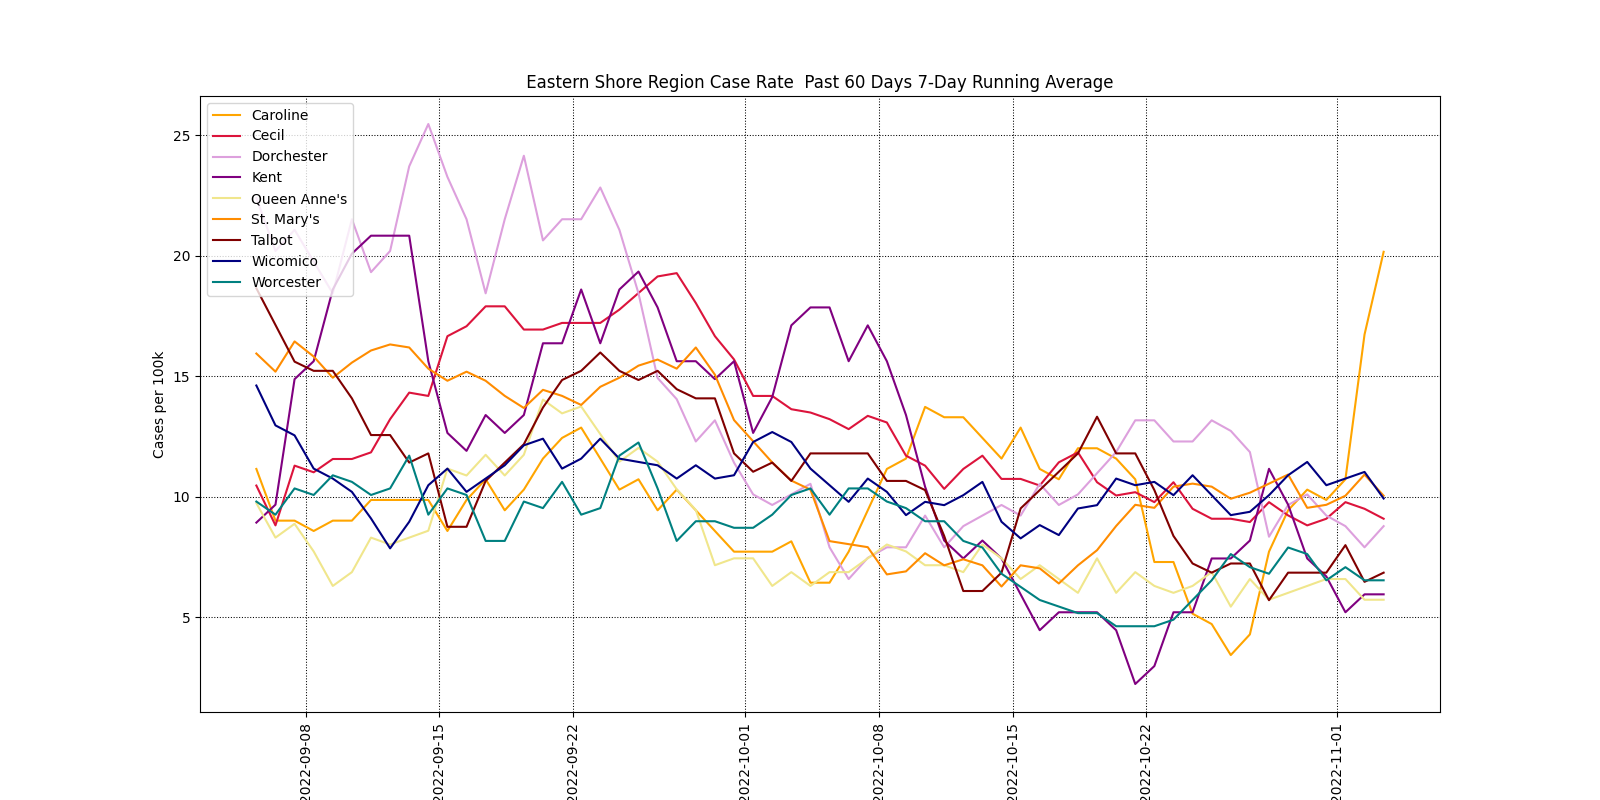 Eastern Shore Region Case Rate  Past 60 Days 7-Day Running Average
Caroline
Cecil
Dorchester
Kent
Queen Anne's
St. Mary's
Talbot
Wicomico
Worcester
Cases per 100k
25
20
15
10
5
2022-09-08
2022-09-15
2022-09-22
2022-10-01
2022-10-08
2022-10-15
2022-10-22
2022-11-01